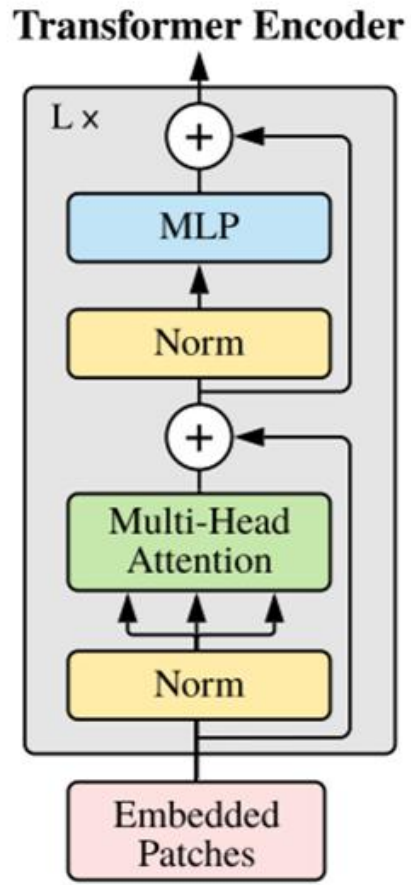 Transformer Encoder
L ×
+
MLP
Norm
+
Multi-Head
Attention
Norm
Embedded
Patches